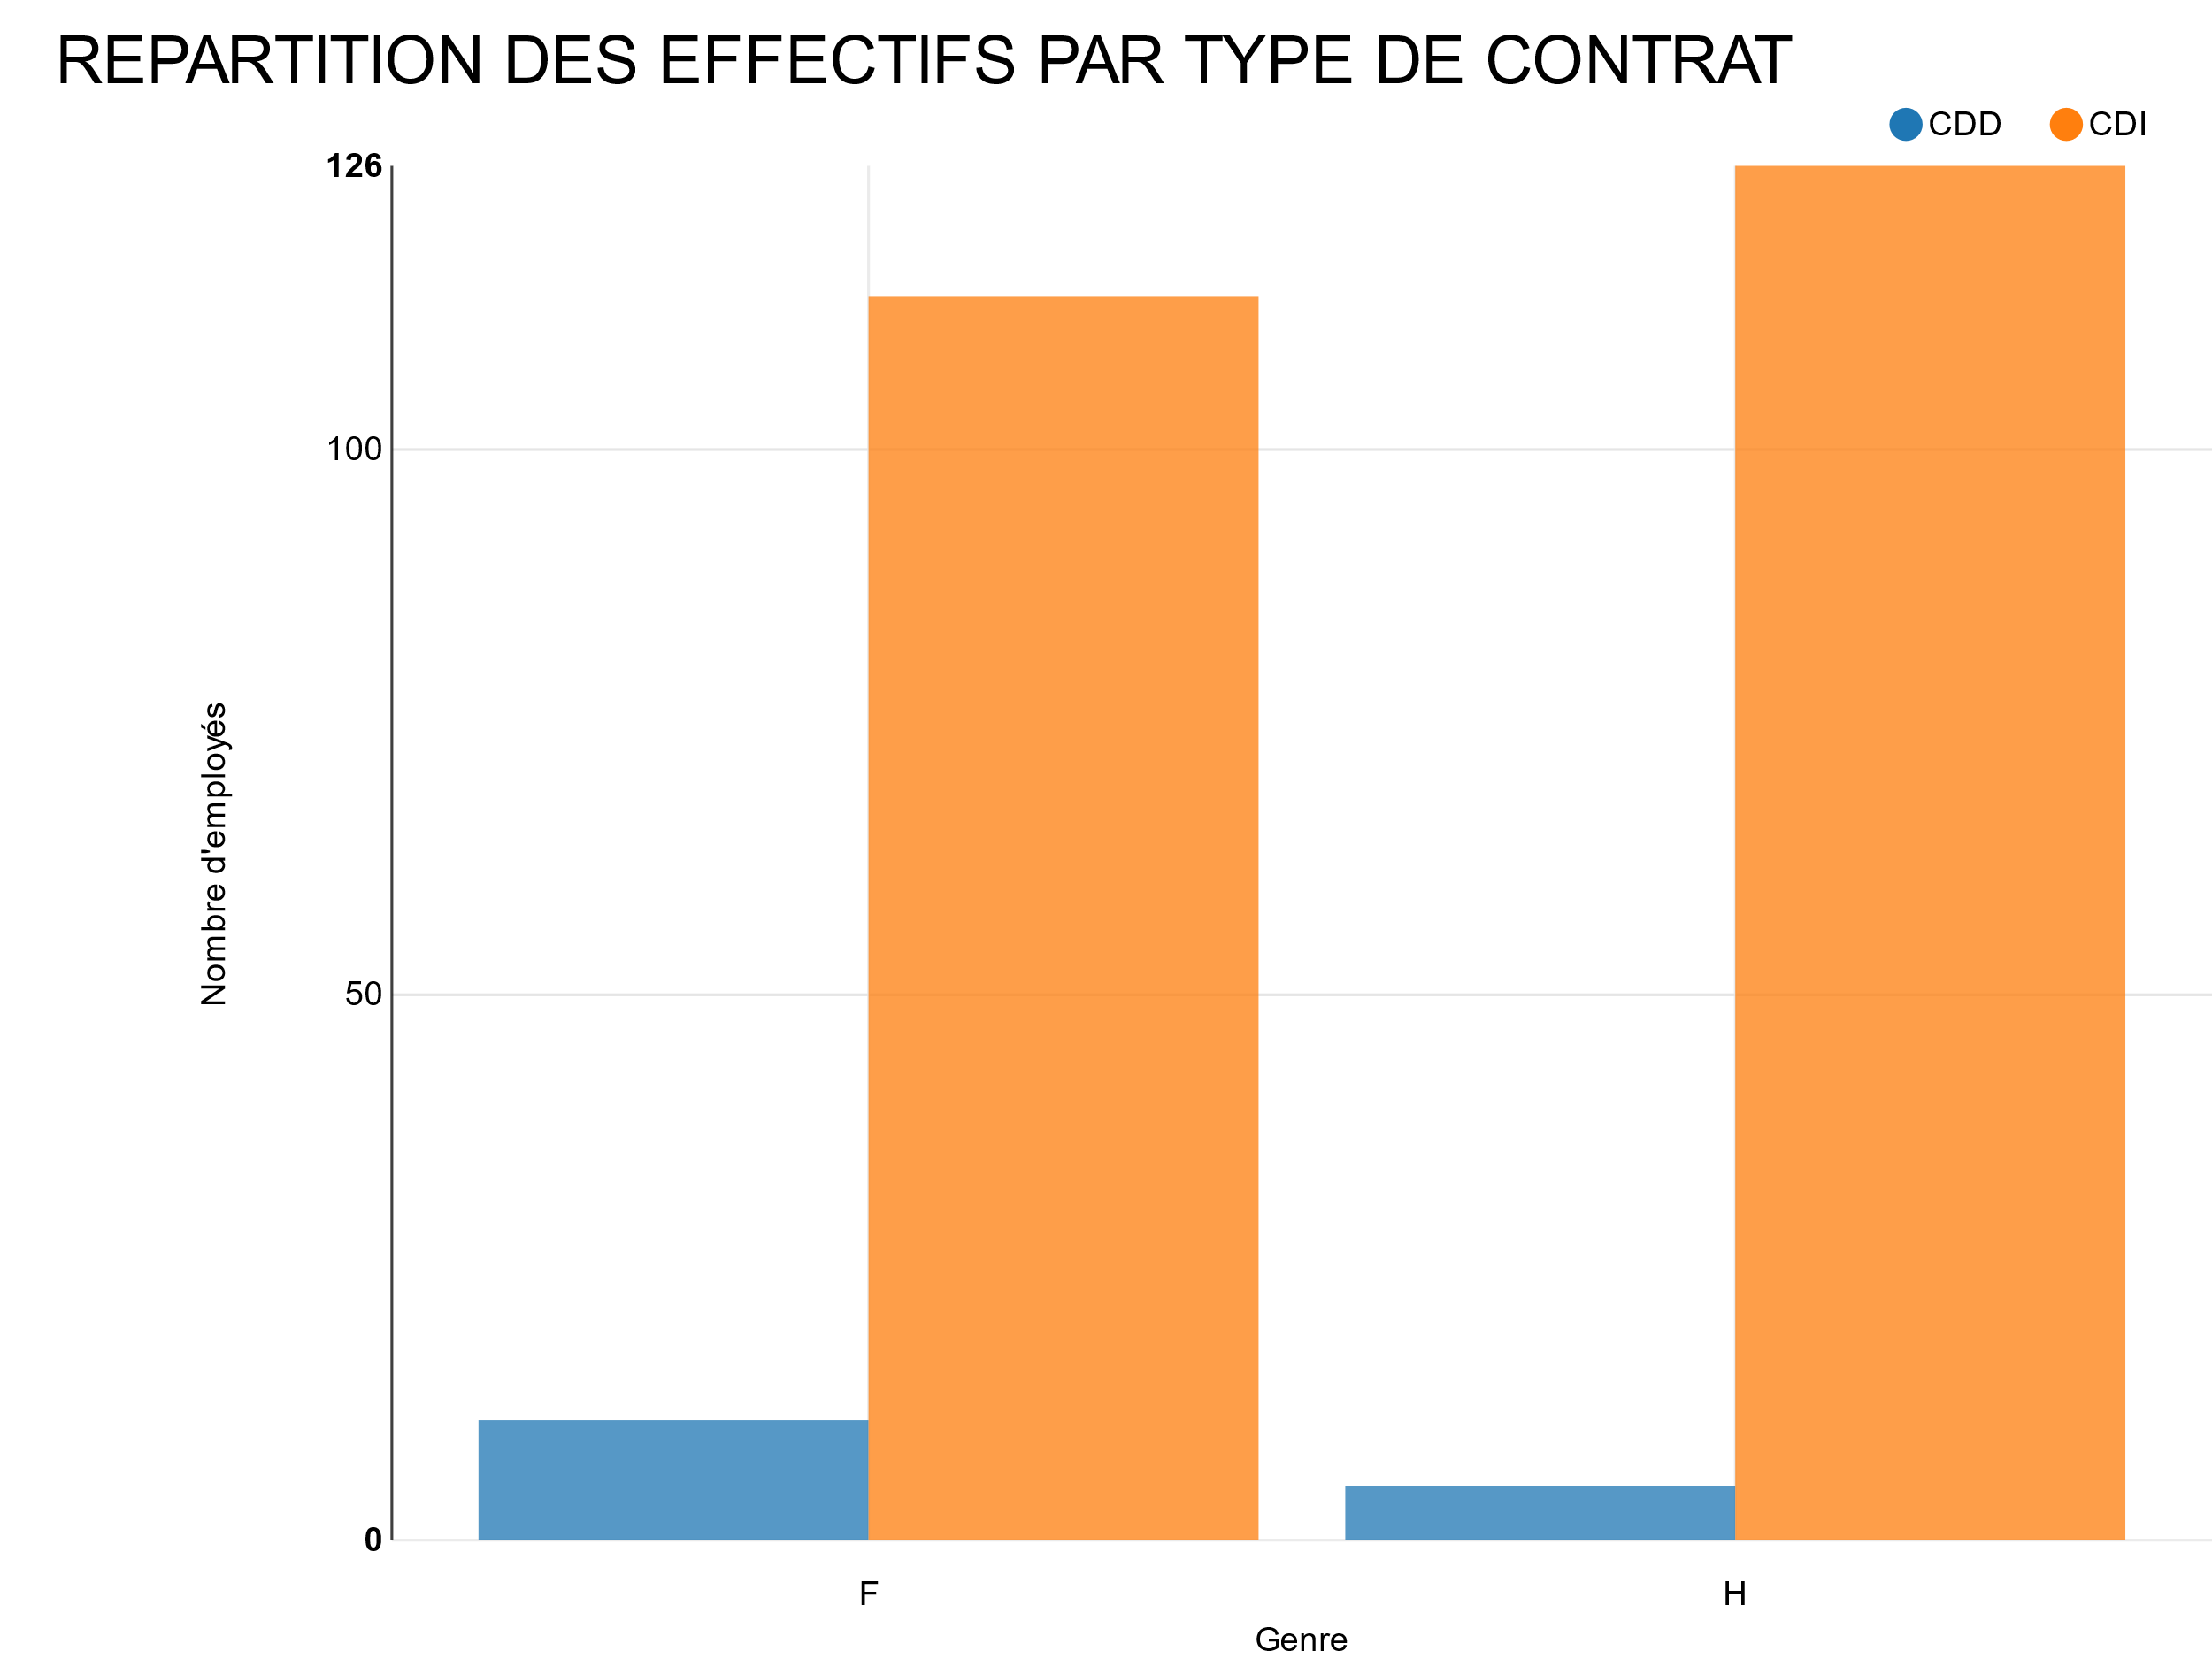 REPARTITION DES EFFECTIFS PAR TYPE DE CONTRAT
CDD CDI
126
100
50
0
Nombre d'employés
F H
Genre